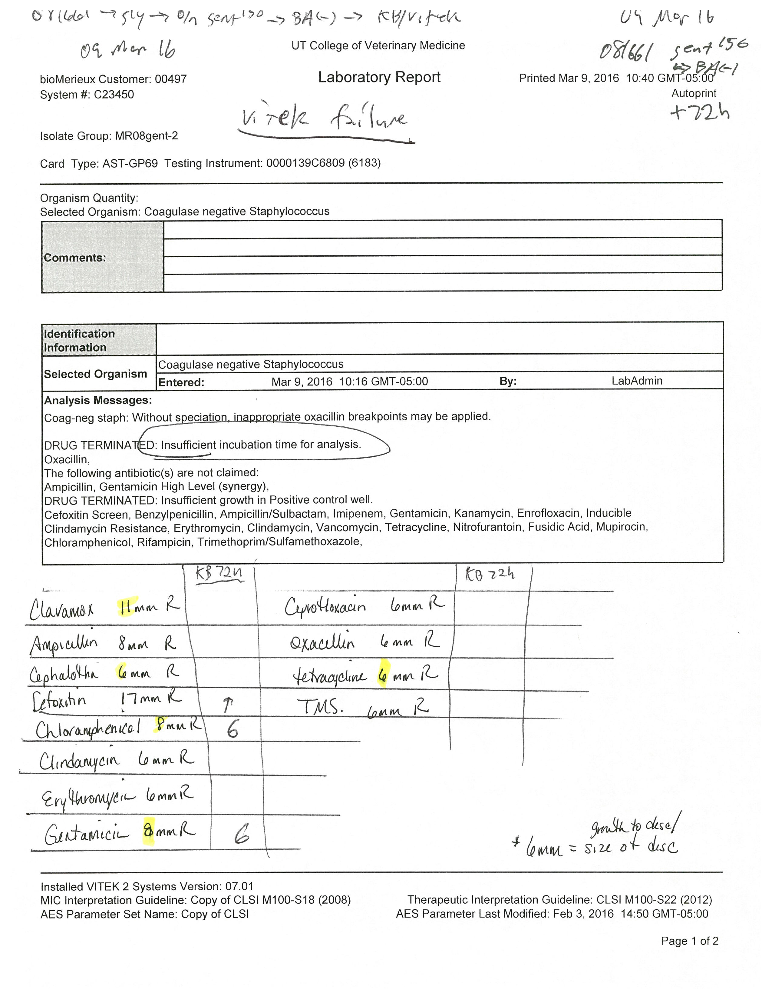 → gly → o/n gent 150 → BA(-) → KB/vitek
09 Mar 16
09 Mar 16
UT College of Veterinary Medicine
081661 gent
BA(-)
bioMerieux Customer: 00497
Laboratory Report
Printed Mar 9, 2016 10:40 GMT-05:00
System #: C23450
Autoprint
+72h
vitek failure
Isolate Group: MR08gent-2
Card Type: AST-GP69 Testing Instrument: 0000139C6809 (6183)
Organism Quantity:
Selected Organism: Coagulase negative Staphylococcus
Comments:
Identification
Information
Selected Organism
Coagulase negative Staphylococcus
Entered: Mar 9, 2016 10:16 GMT-05:00 By: LabAdmin
Analysis Messages:
Coag-neg staph: Without speciation, inappropriate oxacillin breakpoints may be applied.
DRUG TERMINATED: Insufficient incubation time for analysis.
Oxacillin,
The following antibiotic(s) are not claimed:
Ampicillin, Gentamicin High Level (synergy),
DRUG TERMINATED: Insufficient growth in Positive control well.
Cefoxitin Screen, Benzylpenicillin, Ampicillin/Sulbactam, Imipenem, Gentamicin, Kanamycin, Enrofloxacin, Inducible
Clindamycin Resistance, Erythromycin, Clindamycin, Vancomycin, Tetracycline, Nitrofurantoin, Fusidic Acid, Mupirocin,
Chloramphenicol, Rifampicin, Trimethoprim/Sulfamethoxazole,
KB 72h KB 72h
Clavamox 11mm R Ciprofloxacin 6mm R
Ampicillin 8mm R Oxacillin 6mm R
Cephalothin 6mm R tetracycline 6mm R
Cefoxitin 17mm R ↑ TMS. 6mm R
Chloramphenical 8mm R 6
Clindamycin 6mm R
Erythromycin 6mm R
Gentamicin 8mm R 6
growth to disc/
* 6mm = size of disc
Installed VITEK 2 Systems Version: 07.01
MIC Interpretation Guideline: Copy of CLSI M100-S18 (2008)
Therapeutic Interpretation Guideline: CLSI M100-S22 (2012)
AES Parameter Set Name: Copy of CLSI
AES Parameter Last Modified: Feb 3, 2016 14:50 GMT-05:00
Page 1 of 2